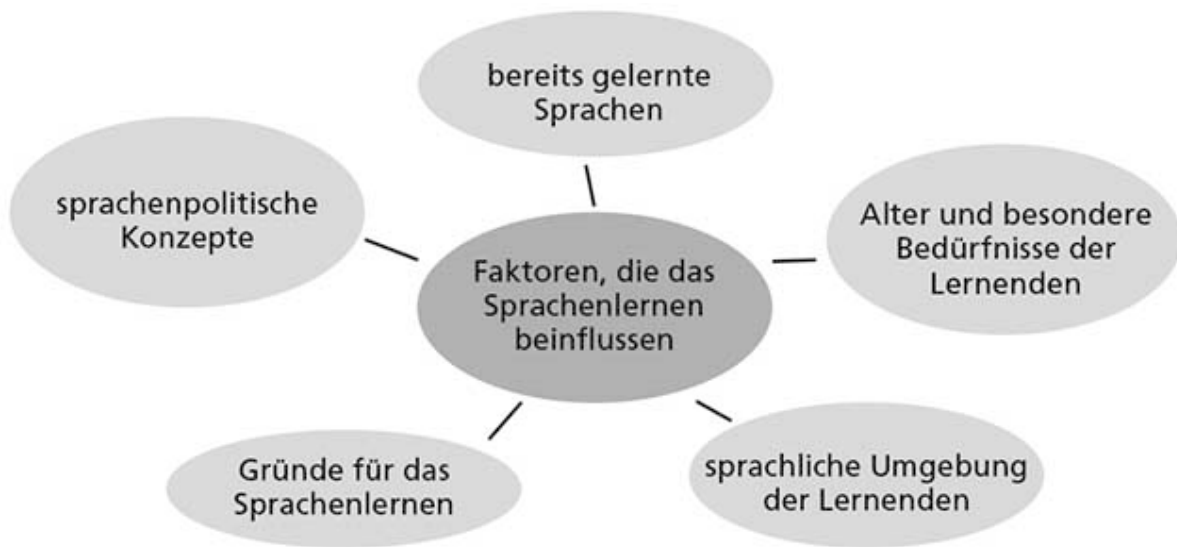 bereits gelernte
Sprachen
sprachenpolitische
Konzepte
Alter und besondere
Bedürfnisse der
Lernenden
Faktoren, die das
Sprachenlernen
beinflussen
Gründe für das
Sprachenlernen
sprachliche Umgebung
der Lernenden